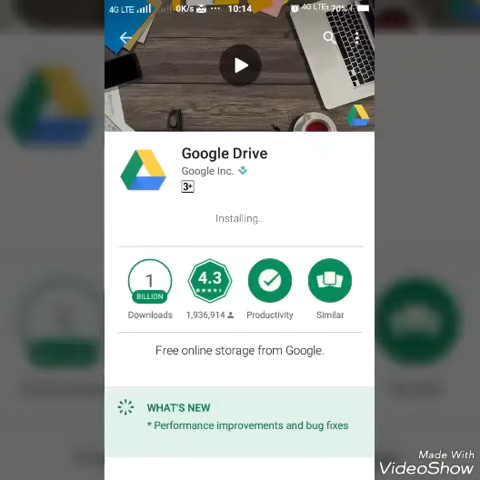 4G LTE 0K/s ... 10:14 4G LTE 70%
Google Drive
Google Inc.
3+
Installing...
1
BILLION
4.3
Downloads
1,936,914
Productivity
Similar
Free online storage from Google.
WHAT'S NEW
* Performance improvements and bug fixes
Made With
VideoShow